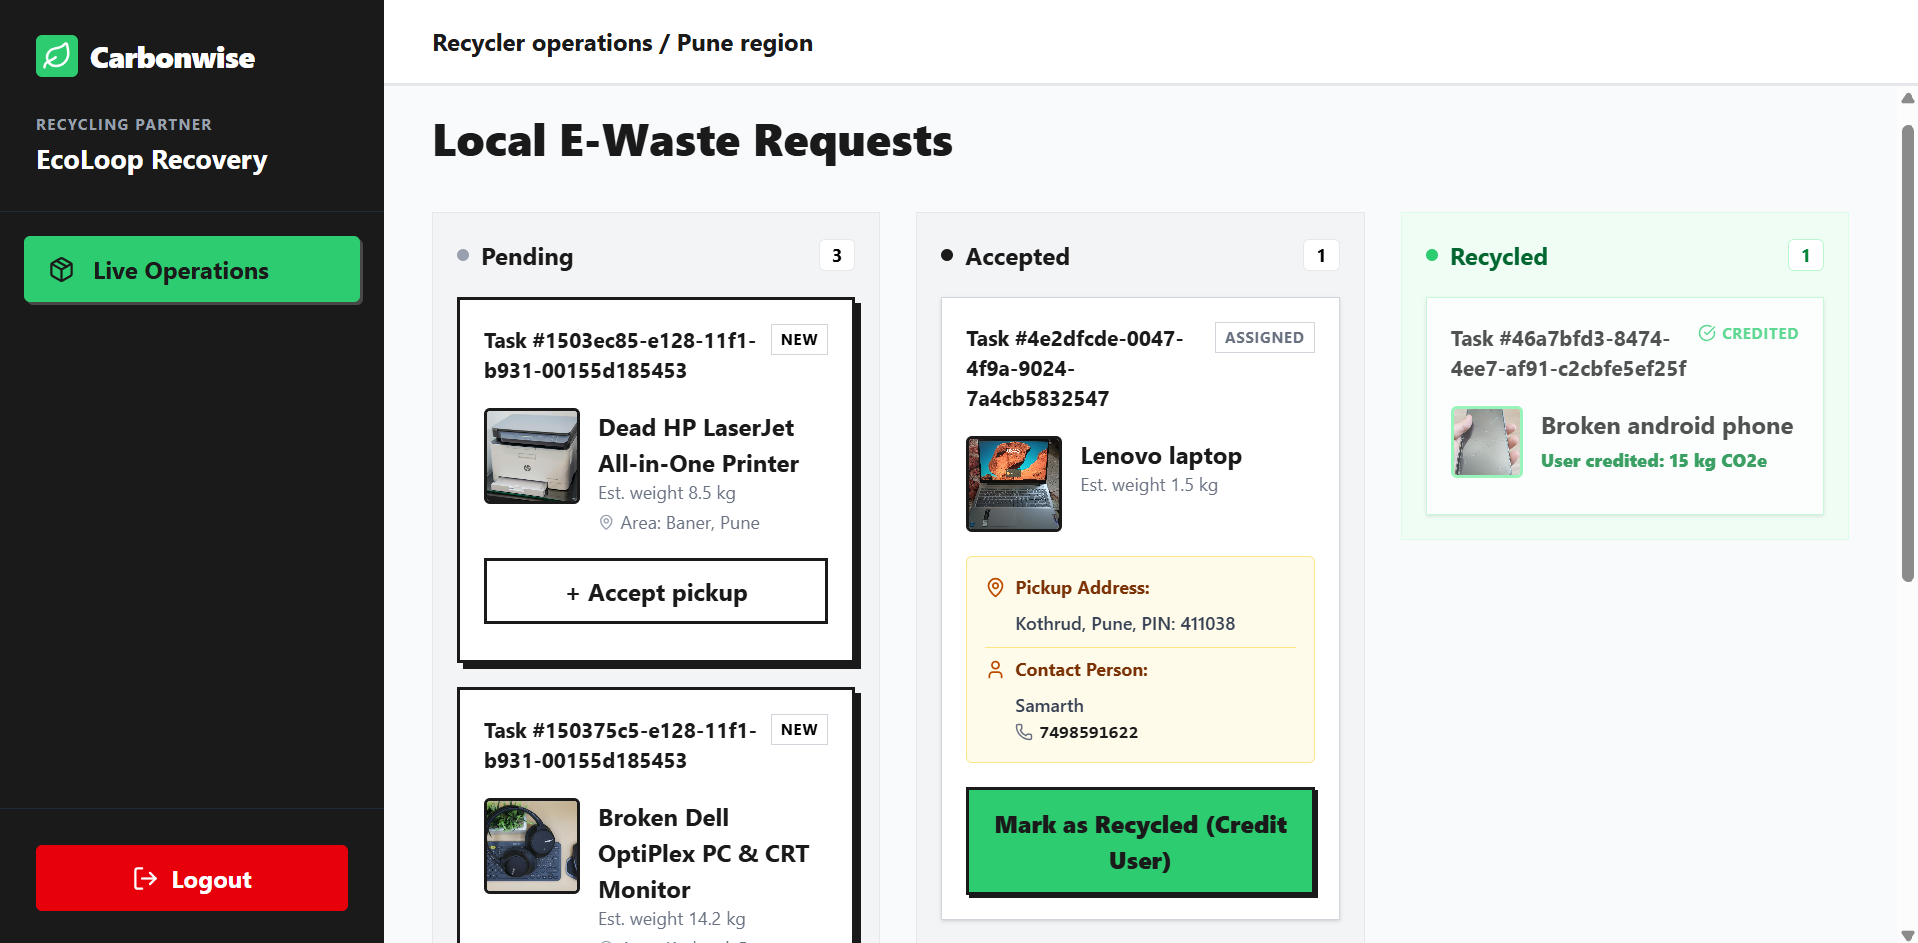 Carbonwise
RECYCLING PARTNER
EcoLoop Recovery
Live Operations
Logout
Recycler operations / Pune region
Local E-Waste Requests
Pending
3
Task #1503ec85-e128-11f1-
b931-00155d185453
NEW
Dead HP LaserJet
All-in-One Printer
Est. weight 8.5 kg
Area: Baner, Pune
+ Accept pickup
Task #150375c5-e128-11f1-
b931-00155d185453
NEW
Broken Dell
OptiPlex PC & CRT
Monitor
Est. weight 14.2 kg
Accepted
1
Task #4e2dfcde-0047-
4f9a-9024-
7a4cb5832547
ASSIGNED
Lenovo laptop
Est. weight 1.5 kg
Pickup Address:
Kothrud, Pune, PIN: 411038
Contact Person:
Samarth
7498591622
Mark as Recycled (Credit
User)
Recycled
1
Task #46a7bfd3-8474-
4ee7-af91-c2cbfe5ef25f
CREDITED
Broken android phone
User credited: 15 kg CO2e